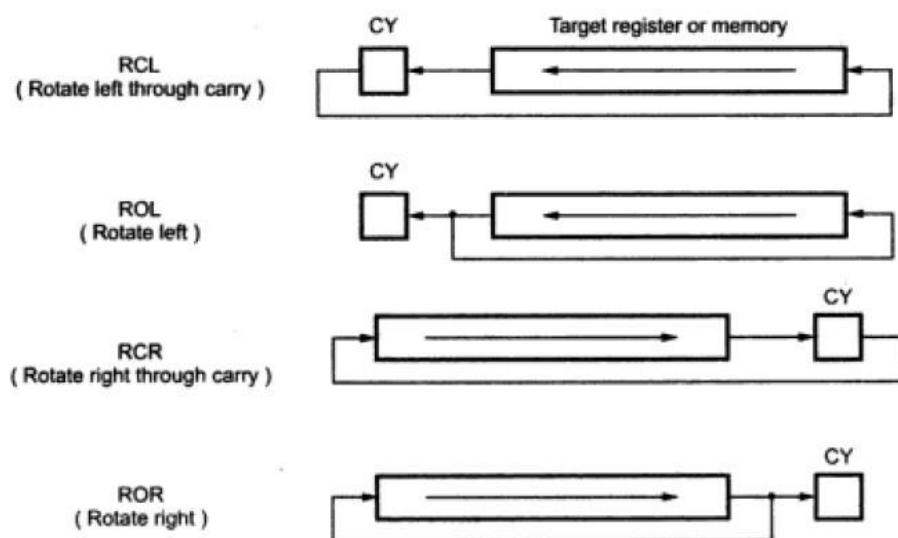 CY
Target register or memory
RCL
( Rotate left through carry )
CY
ROL
( Rotate left )
CY
RCR
( Rotate right through carry )
CY
ROR
( Rotate right )